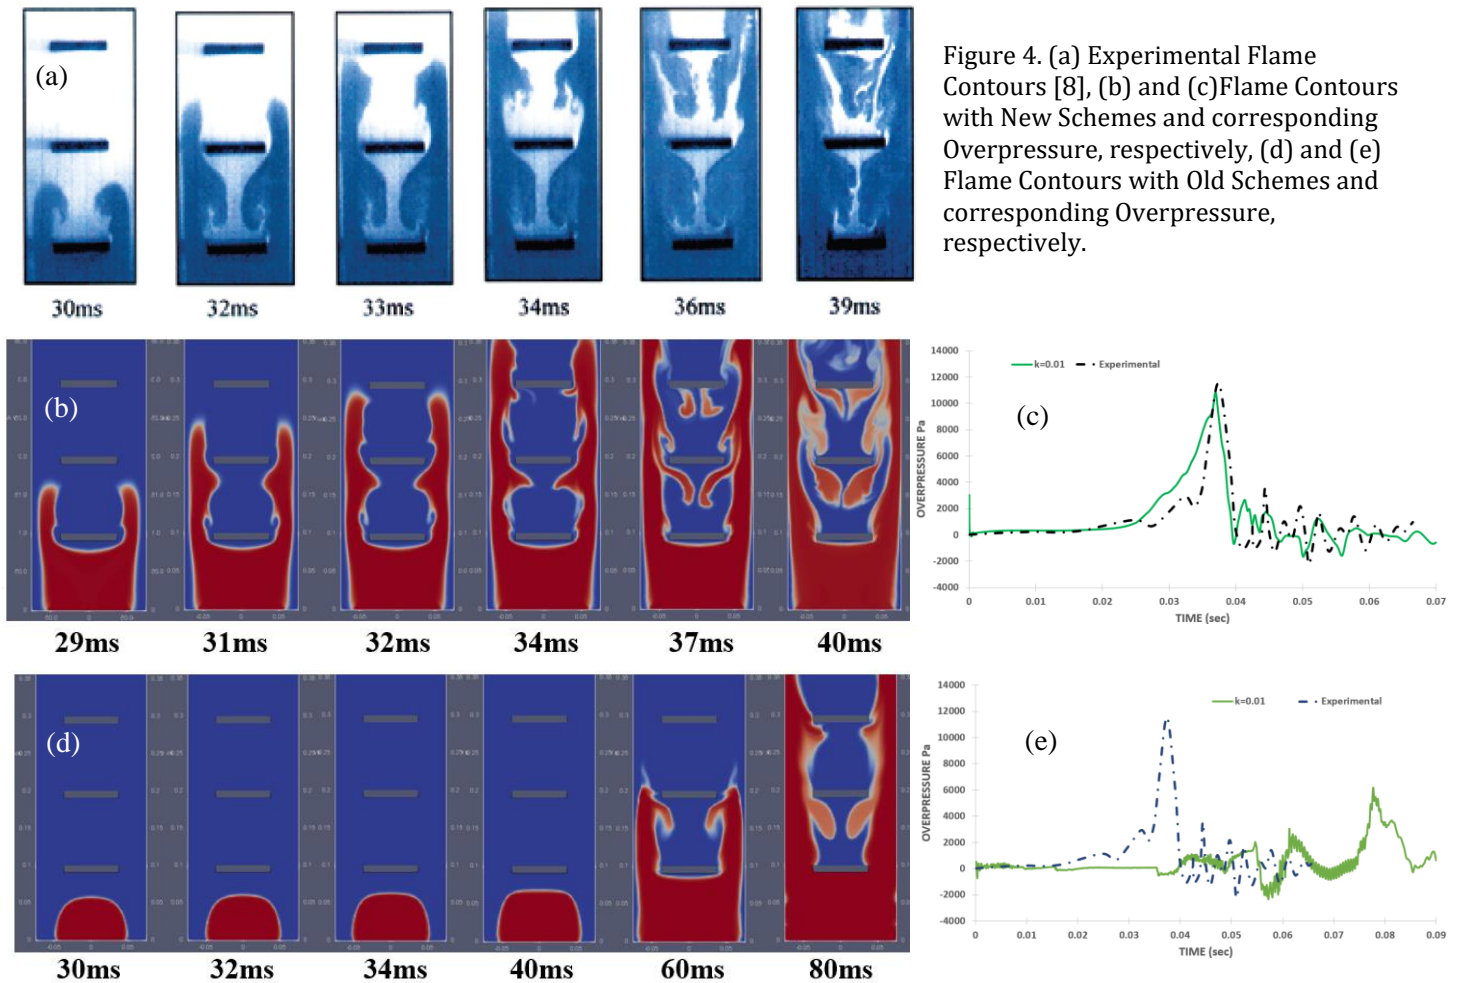 (a)
30ms
32ms
33ms
34ms
36ms
39ms
Figure 4. (a) Experimental Flame
Contours [8], (b) and (c)Flame Contours
with New Schemes and corresponding
Overpressure, respectively, (d) and (e)
Flame Contours with Old Schemes and
corresponding Overpressure,
respectively.
(b)
29ms
31ms
32ms
34ms
37ms
40ms
(c)
k=0.01
Experimental
OVERPRESSURE Pa
14000
12000
10000
8000
6000
4000
2000
0
-2000
-4000
0 0.01 0.02 0.03 0.04 0.05 0.06 0.07
TIME (sec)
(d)
30ms
32ms
34ms
40ms
60ms
80ms
(e)
k=0.01
Experimental
OVERPRESSURE Pa
14000
12000
10000
8000
6000
4000
2000
0
-2000
-4000
0 0.01 0.02 0.03 0.04 0.05 0.06 0.07 0.08 0.09
TIME (sec)